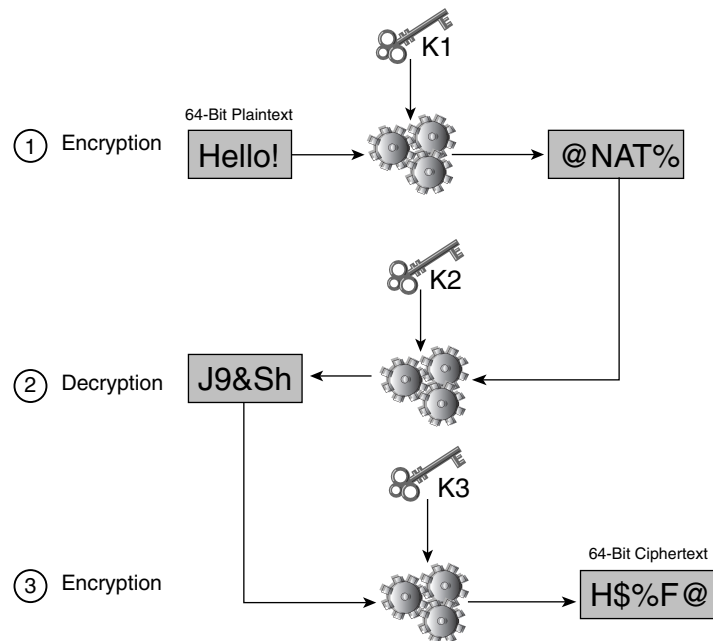 K1
64-Bit Plaintext
1 Encryption
Hello!
@NAT%
K2
2 Decryption
J9&Sh
K3
64-Bit Ciphertext
3 Encryption
H$%F@